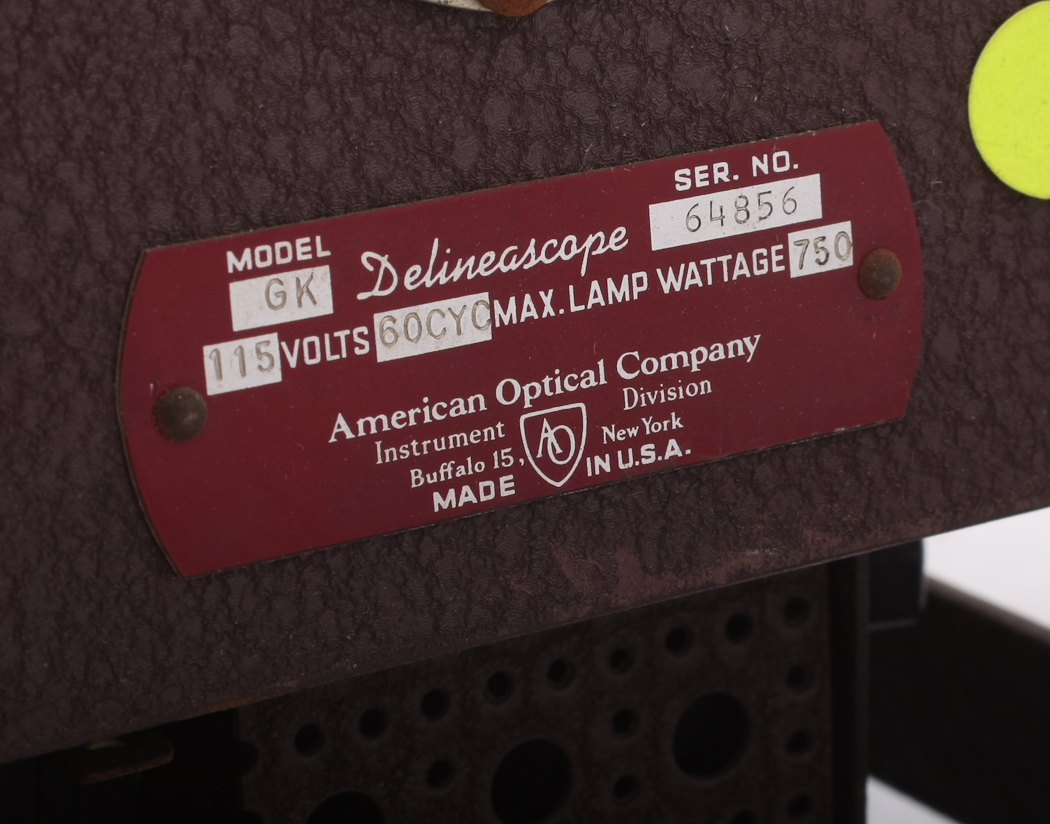 MODEL Delineascope SER. NO.
GK 64856
115 VOLTS 60CYC MAX. LAMP WATTAGE 750
American Optical Company
Instrument AO Division
Buffalo 15, New York
MADE IN U.S.A.